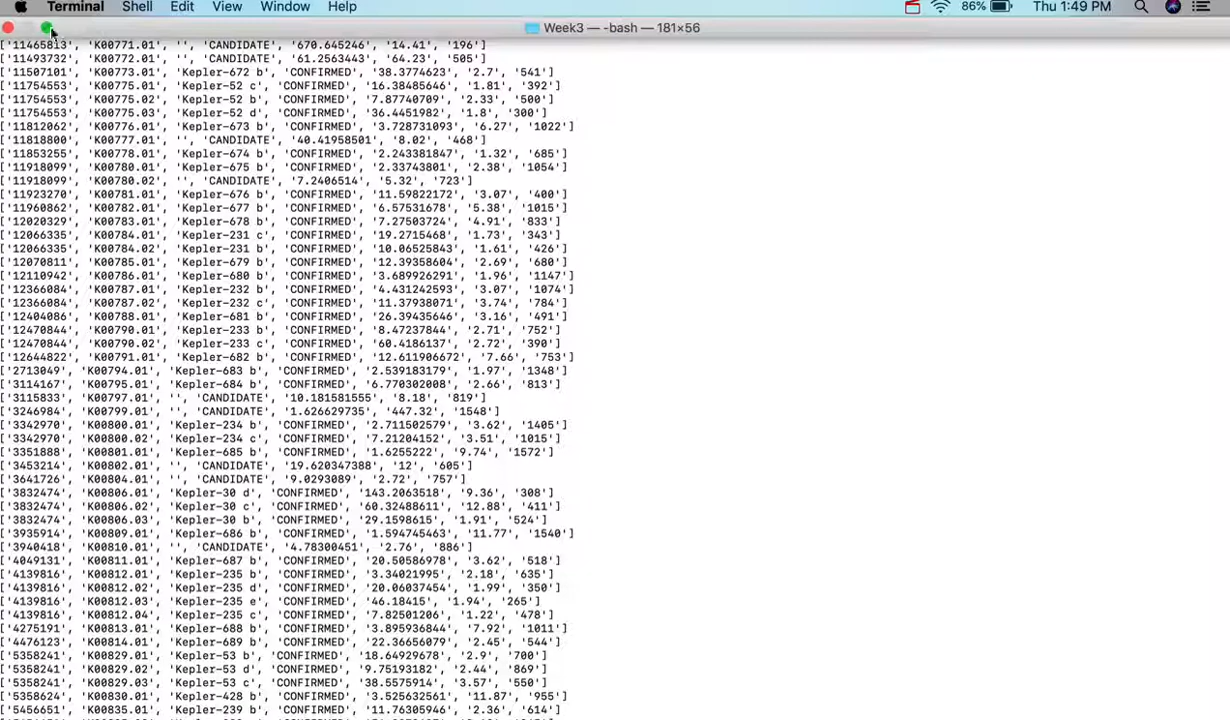 Terminal Shell Edit View Window Help 86% Thu 1:49 PM
Week3 — -bash — 181×56
['11465813', 'K00771.01', '', 'CANDIDATE', '670.645246', '14.41', '196']
['11493732', 'K00772.01', '', 'CANDIDATE', '61.2563443', '64.23', '505']
['11507101', 'K00773.01', 'Kepler-672 b', 'CONFIRMED', '38.3774623', '2.7', '541']
['11754553', 'K00775.01', 'Kepler-52 c', 'CONFIRMED', '16.38485646', '1.81', '392']
['11754553', 'K00775.02', 'Kepler-52 b', 'CONFIRMED', '7.87740709', '2.33', '500']
['11754553', 'K00775.03', 'Kepler-52 d', 'CONFIRMED', '36.4451982', '1.8', '300']
['11812062', 'K00776.01', 'Kepler-673 b', 'CONFIRMED', '3.728731093', '6.27', '1022']
['11818800', 'K00777.01', '', 'CANDIDATE', '40.41958501', '8.02', '468']
['11853255', 'K00778.01', 'Kepler-674 b', 'CONFIRMED', '2.243381847', '1.32', '685']
['11918099', 'K00780.01', 'Kepler-675 b', 'CONFIRMED', '2.33743801', '2.38', '1054']
['11918099', 'K00780.02', '', 'CANDIDATE', '7.2406514', '5.32', '723']
['11923270', 'K00781.01', 'Kepler-676 b', 'CONFIRMED', '11.59822172', '3.07', '400']
['11960862', 'K00782.01', 'Kepler-677 b', 'CONFIRMED', '6.57531678', '5.38', '1015']
['12020329', 'K00783.01', 'Kepler-678 b', 'CONFIRMED', '7.27503724', '4.91', '833']
['12066335', 'K00784.01', 'Kepler-231 c', 'CONFIRMED', '19.2715468', '1.73', '343']
['12066335', 'K00784.02', 'Kepler-231 b', 'CONFIRMED', '10.06525843', '1.61', '426']
['12070811', 'K00785.01', 'Kepler-679 b', 'CONFIRMED', '12.39358604', '2.69', '680']
['12110942', 'K00786.01', 'Kepler-680 b', 'CONFIRMED', '3.689926291', '1.96', '1147']
['12366084', 'K00787.01', 'Kepler-232 b', 'CONFIRMED', '4.431242593', '3.07', '1074']
['12366084', 'K00787.02', 'Kepler-232 c', 'CONFIRMED', '11.37938071', '3.74', '784']
['12404086', 'K00788.01', 'Kepler-681 b', 'CONFIRMED', '26.39435646', '3.16', '491']
['12470844', 'K00790.01', 'Kepler-233 b', 'CONFIRMED', '8.47237844', '2.71', '752']
['12470844', 'K00790.02', 'Kepler-233 c', 'CONFIRMED', '60.4186137', '2.72', '390']
['12644822', 'K00791.01', 'Kepler-682 b', 'CONFIRMED', '12.611906672', '7.66', '753']
['2713049', 'K00794.01', 'Kepler-683 b', 'CONFIRMED', '2.539183179', '1.97', '1348']
['3114167', 'K00795.01', 'Kepler-684 b', 'CONFIRMED', '6.770302008', '2.66', '813']
['3115833', 'K00797.01', '', 'CANDIDATE', '10.181581555', '8.18', '819']
['3246984', 'K00799.01', '', 'CANDIDATE', '1.626629735', '447.32', '1548']
['3342970', 'K00800.01', 'Kepler-234 b', 'CONFIRMED', '2.711502579', '3.62', '1405']
['3342970', 'K00800.02', 'Kepler-234 c', 'CONFIRMED', '7.21204152', '3.51', '1015']
['3351888', 'K00801.01', 'Kepler-685 b', 'CONFIRMED', '1.6255222', '9.74', '1572']
['3453214', 'K00802.01', '', 'CANDIDATE', '19.620347388', '12', '605']
['3641726', 'K00804.01', '', 'CANDIDATE', '9.0293089', '2.72', '757']
['3832474', 'K00806.01', 'Kepler-30 d', 'CONFIRMED', '143.2063518', '9.36', '308']
['3832474', 'K00806.02', 'Kepler-30 c', 'CONFIRMED', '60.32488611', '12.88', '411']
['3832474', 'K00806.03', 'Kepler-30 b', 'CONFIRMED', '29.1598615', '1.91', '524']
['3935914', 'K00809.01', 'Kepler-686 b', 'CONFIRMED', '1.594745463', '11.77', '1540']
['3940418', 'K00810.01', '', 'CANDIDATE', '4.78300451', '2.76', '886']
['4049131', 'K00811.01', 'Kepler-687 b', 'CONFIRMED', '20.50586978', '3.62', '518']
['4139816', 'K00812.01', 'Kepler-235 b', 'CONFIRMED', '3.34021995', '2.18', '635']
['4139816', 'K00812.02', 'Kepler-235 d', 'CONFIRMED', '20.06037454', '1.99', '350']
['4139816', 'K00812.03', 'Kepler-235 e', 'CONFIRMED', '46.18415', '1.94', '265']
['4139816', 'K00812.04', 'Kepler-235 c', 'CONFIRMED', '7.82501206', '1.22', '478']
['4275191', 'K00813.01', 'Kepler-688 b', 'CONFIRMED', '3.895936844', '7.92', '1011']
['4476123', 'K00814.01', 'Kepler-689 b', 'CONFIRMED', '22.36656079', '2.45', '544']
['5358241', 'K00829.01', 'Kepler-53 b', 'CONFIRMED', '18.64929678', '2.9', '700']
['5358241', 'K00829.02', 'Kepler-53 d', 'CONFIRMED', '9.75193182', '2.44', '869']
['5358241', 'K00829.03', 'Kepler-53 c', 'CONFIRMED', '38.5575914', '3.57', '550']
['5358624', 'K00830.01', 'Kepler-428 b', 'CONFIRMED', '3.525632561', '11.87', '955']
['5456651', 'K00835.01', 'Kepler-239 b', 'CONFIRMED', '11.76305946', '2.36', '614']